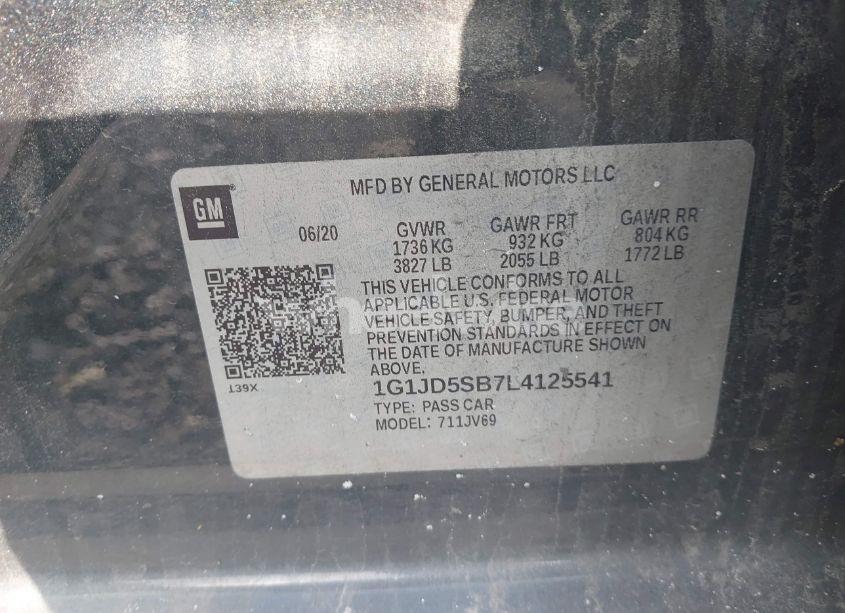 MFD BY GENERAL MOTORS LLC
GM
06/20
GVWR
1736 KG
3827 LB
GAWR FRT
932 KG
2055 LB
GAWR RR
804 KG
1772 LB
THIS VEHICLE CONFORMS TO ALL
APPLICABLE U.S. FEDERAL MOTOR
VEHICLE SAFETY, BUMPER, AND THEFT
PREVENTION STANDARDS IN EFFECT ON
THE DATE OF MANUFACTURE SHOWN
ABOVE.
139X
1G1JD5SB7L4125541
TYPE: PASS CAR
MODEL: 711JV69